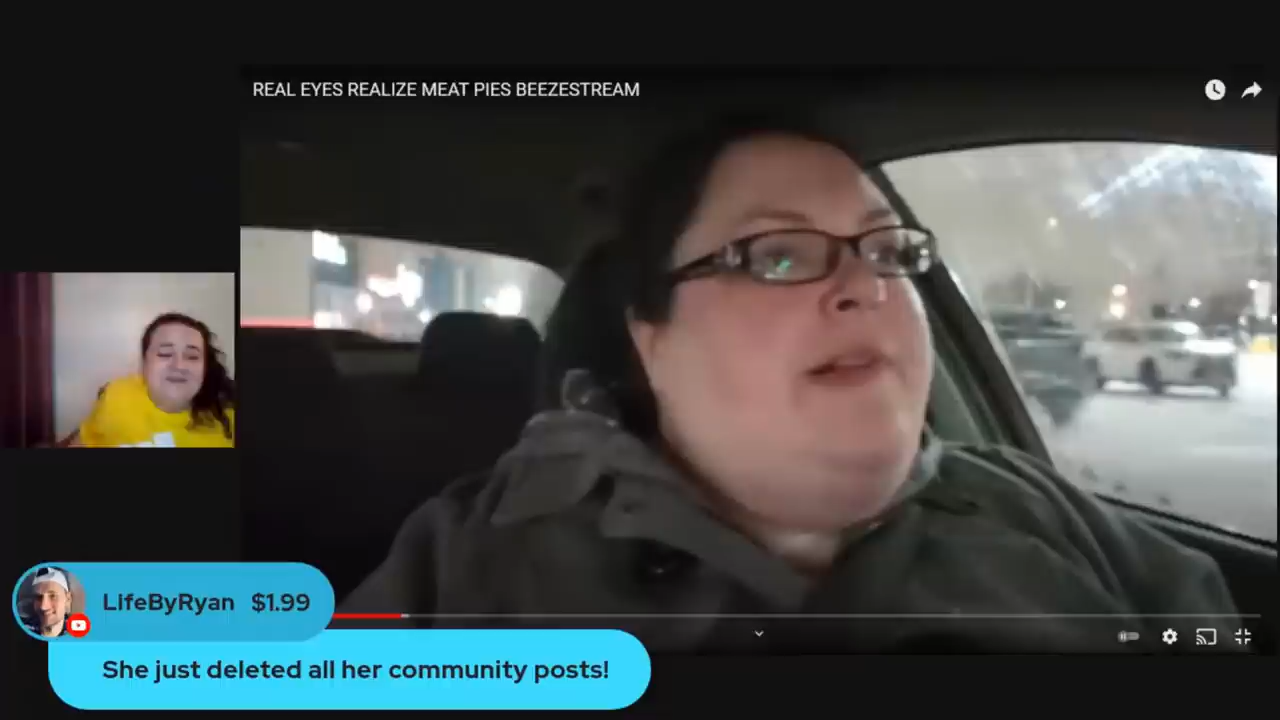 REAL EYES REALIZE MEAT PIES BEEZESTREAM
LifeByRyan $1.99
She just deleted all her community posts!